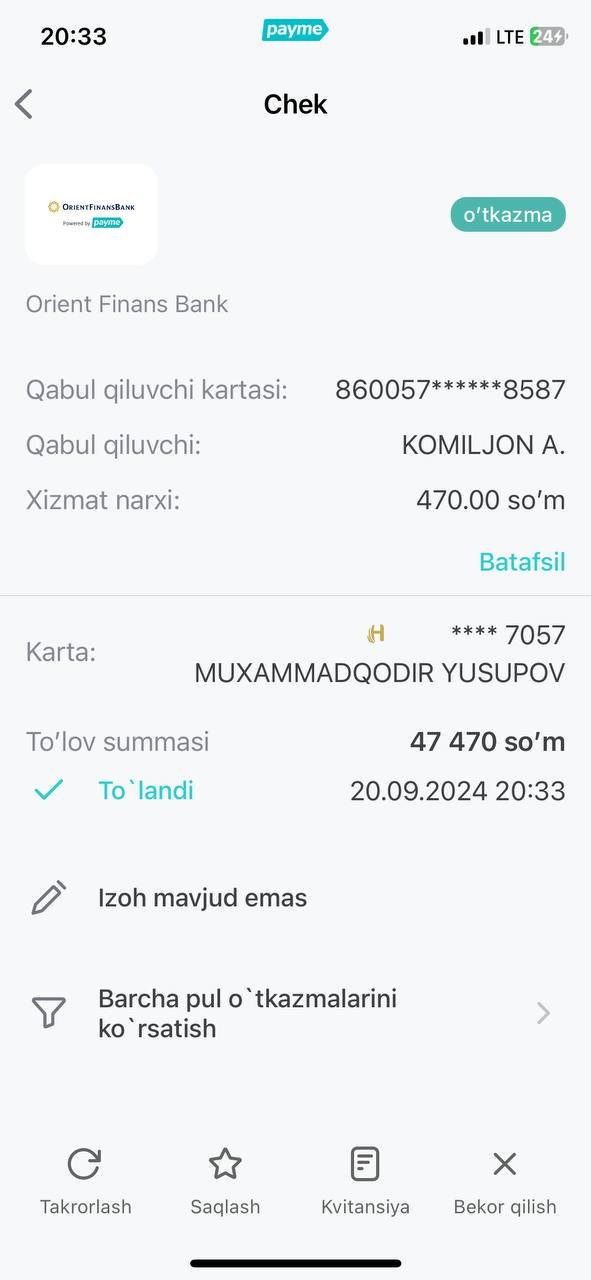 20:33
payme
LTE
24
Chek
ORIENTFINANSBANK
Powered by payme
o’tkazma
Orient Finans Bank
Qabul qiluvchi kartasi: 860057******8587
Qabul qiluvchi: KOMILJON A.
Xizmat narxi: 470.00 so’m
Batafsil
Karta: **** 7057
MUXAMMADQODIR YUSUPOV
To’lov summasi 47 470 so’m
To`landi 20.09.2024 20:33
Izoh mavjud emas
Barcha pul o`tkazmalarini
ko`rsatish
Takrorlash Saqlash Kvitansiya Bekor qilish